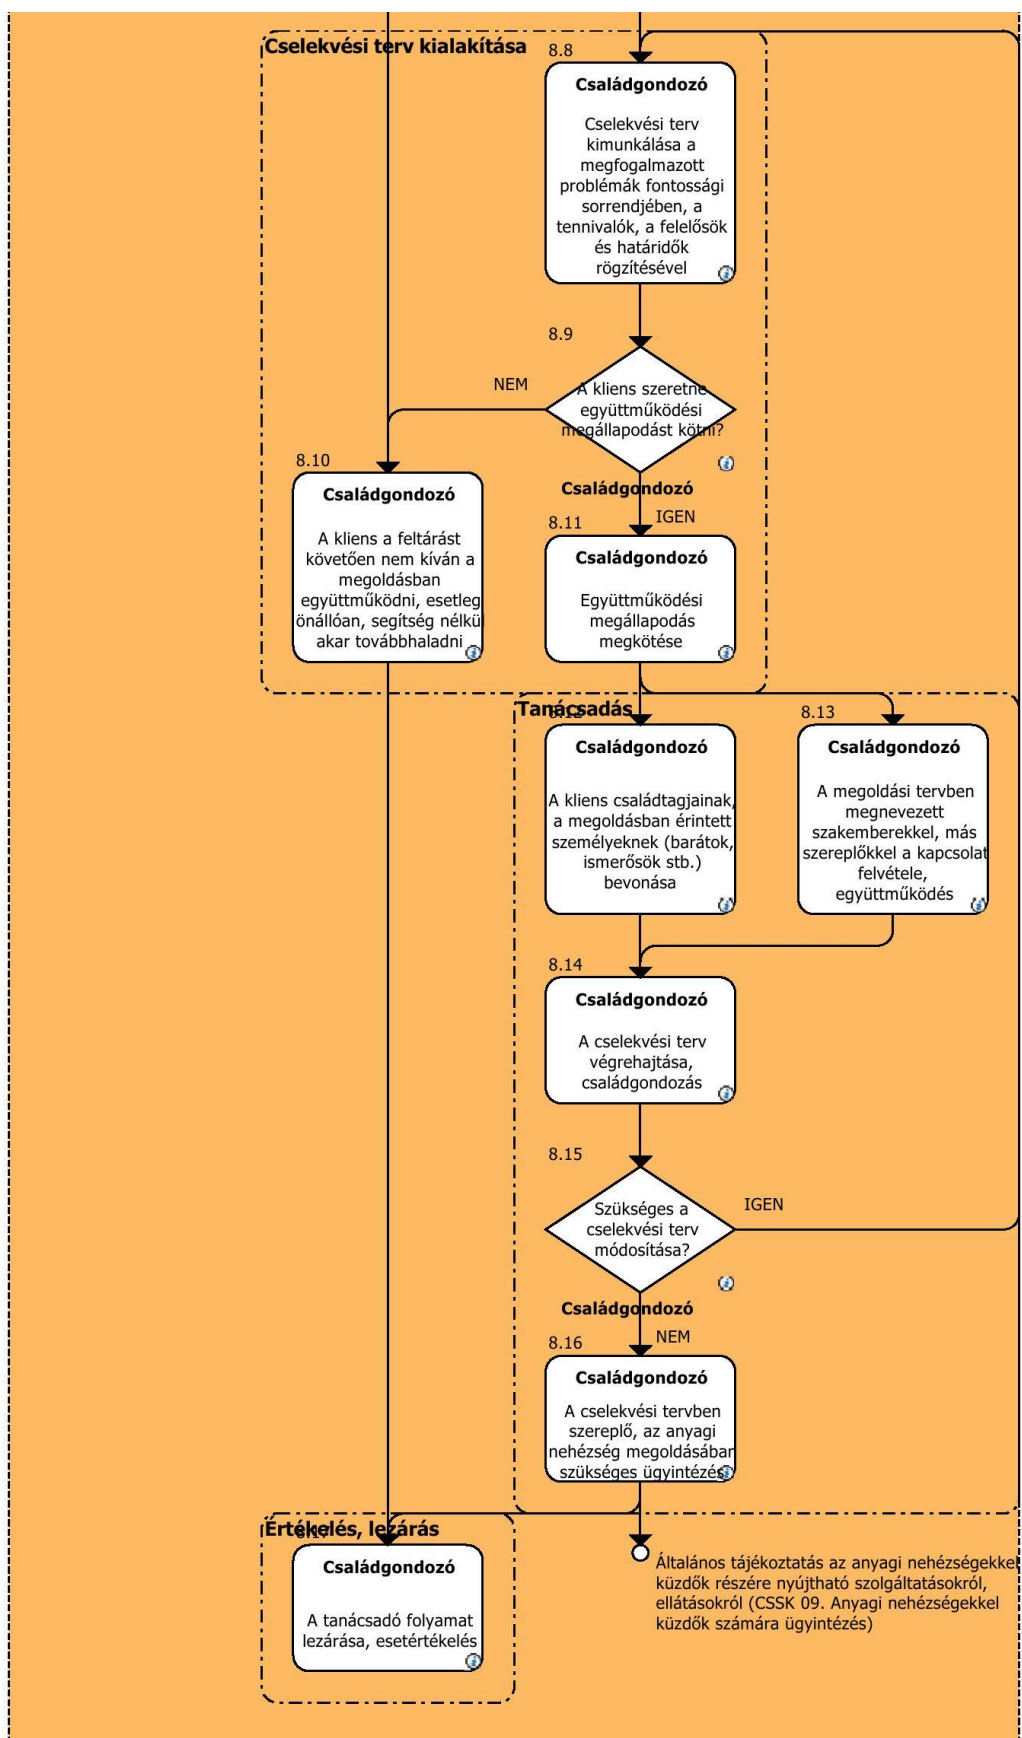 Cselekvési terv kialakítása
8.8
Családgondozó
Cselekvési terv
kimunkálása a
megfogalmazott
problémák fontossági
sorrendjében, a
tennivalók, a felelősök
és határidők
rögzítésével
8.9
NEM
A kliens szeretne
együttműködési
megállapodást kötni?
Családgondozó
IGEN
8.10
Családgondozó
A kliens a feltárást
követően nem kíván a
megoldásban
együttműködni, esetleg
önállóan, segítség nélkül
akar továbbhaladni
8.11
Családgondozó
Együttműködési
megállapodás
megkötése
Tanácsadás
8.12
Családgondozó
A kliens családtagjainak,
a megoldásban érintett
személyeknek (barátok,
ismerősök stb.)
bevonása
8.13
Családgondozó
A megoldási tervben
megnevezett
szakemberekkel, más
szereplőkkel a kapcsolat
felvétele,
együttműködés
8.14
Családgondozó
A cselekvési terv
végrehajtása,
családgondozás
8.15
Szükséges a
cselekvési terv
módosítása?
IGEN
Családgondozó
NEM
8.16
Családgondozó
A cselekvési tervben
szereplő, az anyagi
nehézség megoldásában
szükséges ügyintézés
Értékelés, lezárás
8.17
Családgondozó
A tanácsadó folyamat
lezárása, esetértékelés
Általános tájékoztatás az anyagi nehézségekkel
küzdők részére nyújtható szolgáltatásokról,
ellátásokról (CSSK 09. Anyagi nehézségekkel
küzdők számára ügyintézés)